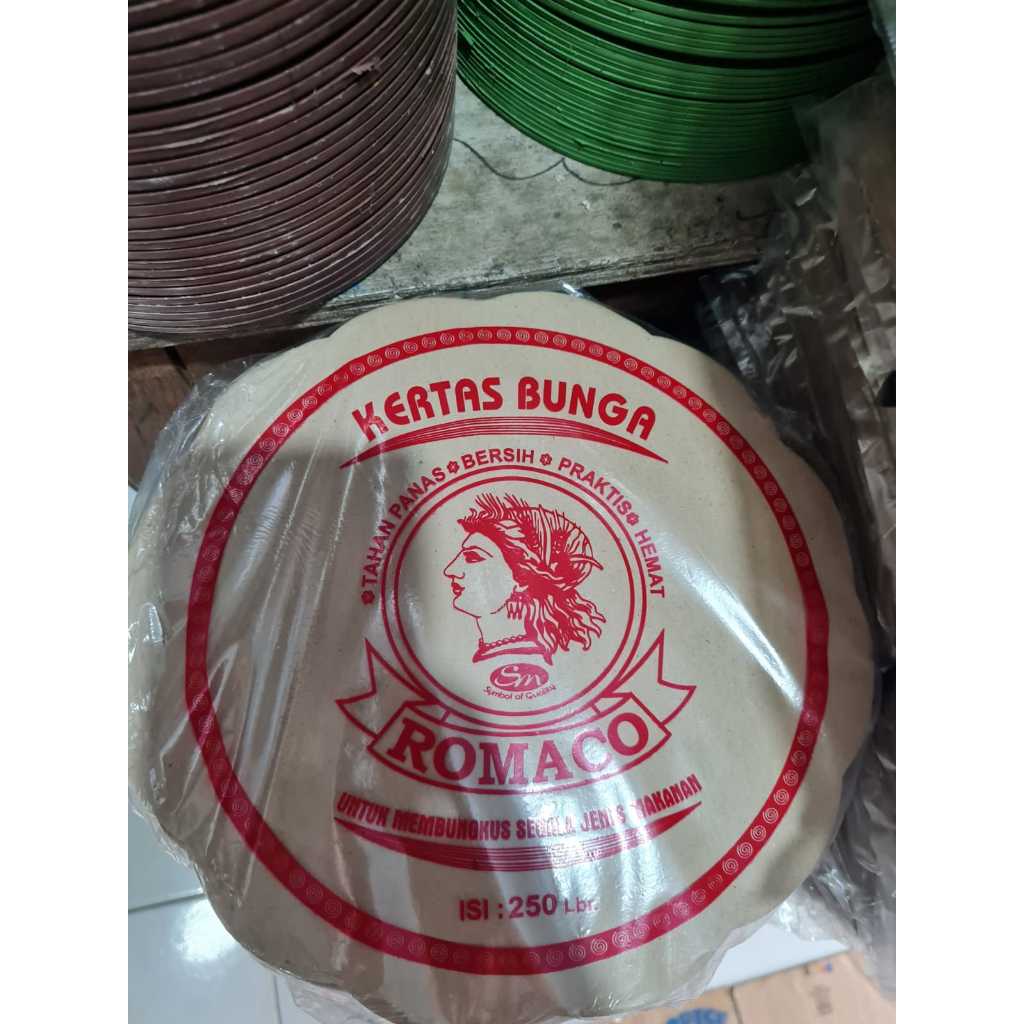 KERTAS BUNGA
TAHAN PANAS BERSIH PRAKTIS HEMAT
SM
Symbol of Quality
ROMACO
UNTUK MEMBUNGKUS SEGALA JENIS MAKANAN
ISI : 250 Lbr.